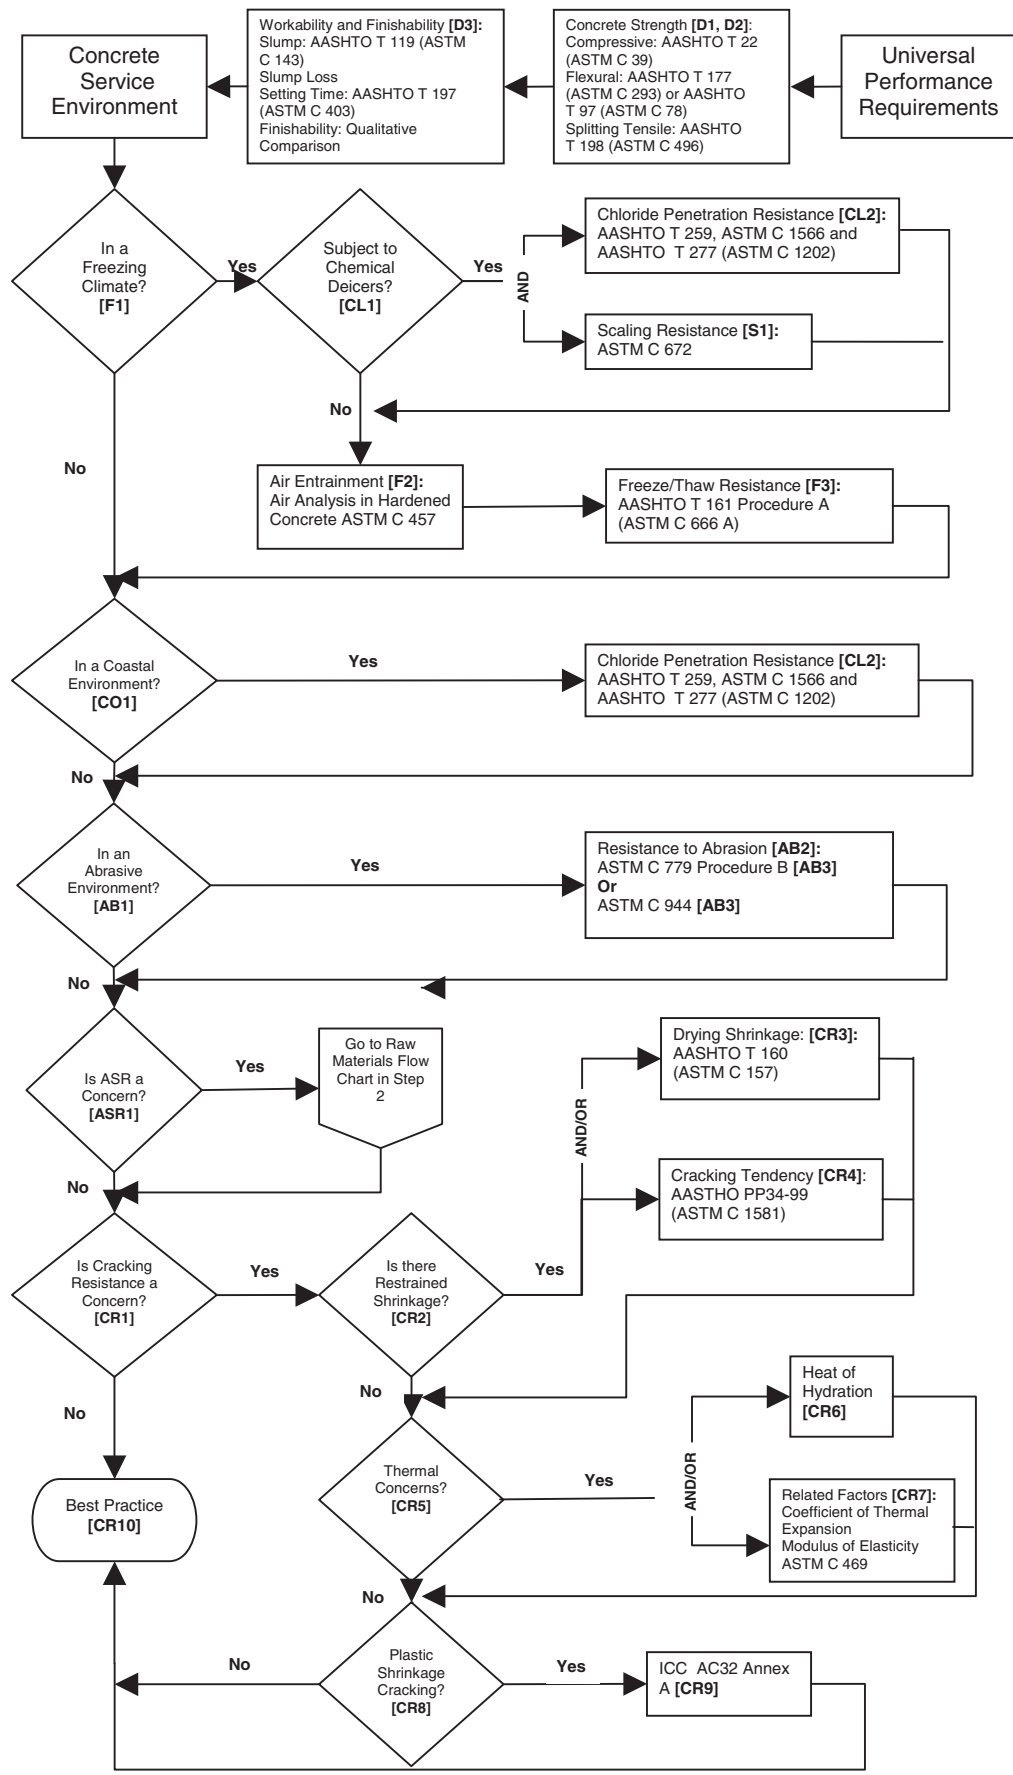 Concrete
Service
Environment
Workability and Finishability [D3]:
Slump: AASHTO T 119 (ASTM
C 143)
Slump Loss
Setting Time: AASHTO T 197
(ASTM C 403)
Finishability: Qualitative
Comparison
Concrete Strength [D1, D2]:
Compressive: AASHTO T 22
(ASTM C 39)
Flexural: AASHTO T 177
(ASTM C 293) or AASHTO
T 97 (ASTM C 78)
Splitting Tensile: AASHTO
T 198 (ASTM C 496)
Universal
Performance
Requirements
In a
Freezing
Climate?
[F1]
Yes
Subject to
Chemical
Deicers?
[CL1]
Yes
AND
Chloride Penetration Resistance [CL2]:
AASHTO T 259, ASTM C 1566 and
AASHTO  T 277 (ASTM C 1202)
Scaling Resistance [S1]:
ASTM C 672
No
No
Air Entrainment [F2]:
Air Analysis in Hardened
Concrete ASTM C 457
Freeze/Thaw Resistance [F3]:
AASHTO T 161 Procedure A
(ASTM C 666 A)
In a Coastal
Environment?
[CO1]
Yes
Chloride Penetration Resistance [CL2]:
AASHTO T 259, ASTM C 1566 and
AASHTO  T 277 (ASTM C 1202)
No
In an
Abrasive
Environment?
[AB1]
Yes
Resistance to Abrasion [AB2]:
ASTM C 779 Procedure B [AB3]
Or
ASTM C 944 [AB3]
No
Is ASR a
Concern?
[ASR1]
Yes
Go to Raw
Materials Flow
Chart in Step
2
AND/OR
Drying Shrinkage: [CR3]:
AASHTO T 160
(ASTM C 157)
Cracking Tendency [CR4]:
AASTHO PP34-99
(ASTM C 1581)
No
Is Cracking
Resistance a
Concern?
[CR1]
Yes
Is there
Restrained
Shrinkage?
[CR2]
Yes
No
No
Thermal
Concerns?
[CR5]
Yes
AND/OR
Heat of
Hydration
[CR6]
Related Factors [CR7]:
Coefficient of Thermal
Expansion
Modulus of Elasticity
ASTM C 469
Best Practice
[CR10]
No
Plastic
Shrinkage
Cracking?
[CR8]
No
Yes
ICC  AC32 Annex
A [CR9]